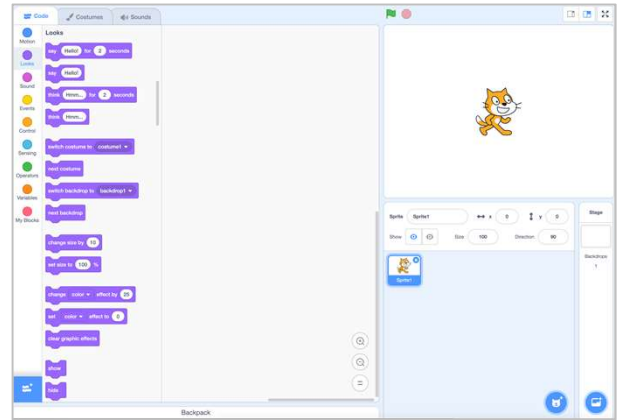 Code Costumes Sounds
Motion
Looks
Sound
Events
Control
Sensing
Operators
Variables
My Blocks
Looks
say Hello! for 2 seconds
say Hello!
think Hmm... for 2 seconds
think Hmm...
switch costume to costume1
next costume
switch backdrop to backdrop1
next backdrop
change size by 10
set size to 100 %
change color effect by 25
set color effect to 0
clear graphic effects
show
hide
Backpack
Sprite Sprite1 x 0 y 0
Show Size 100 Direction 90
Sprite1
Stage
Backdrops
1